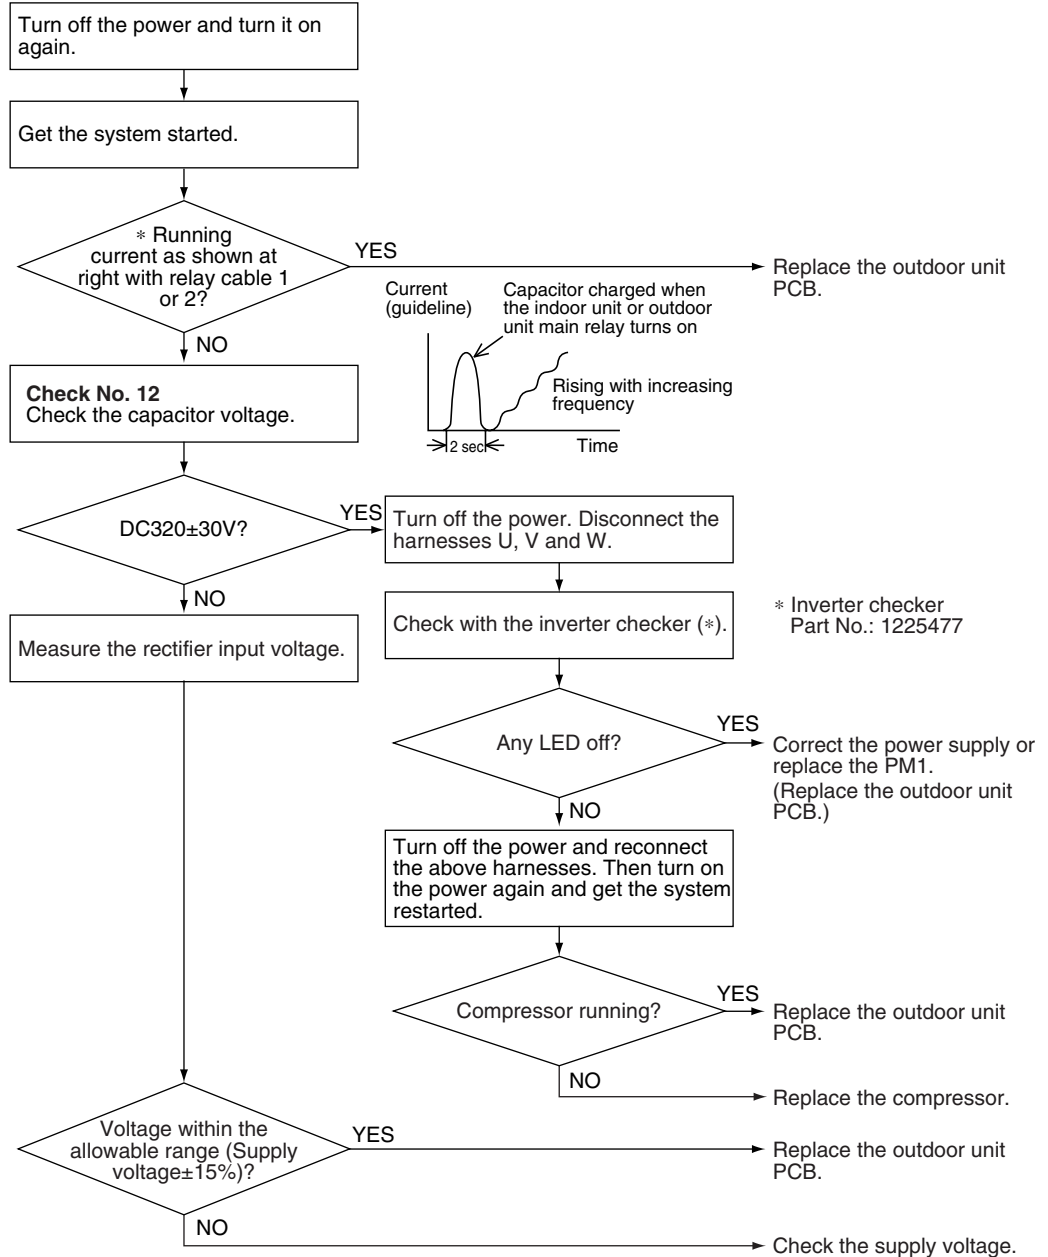 Turn off the power and turn it on
again.
Get the system started.
* Running
current as shown at
right with relay cable 1
or 2?
YES
Replace the outdoor unit
PCB.
NO
Current
(guideline)
Capacitor charged when
the indoor unit or outdoor
unit main relay turns on
Rising with increasing
frequency
2 sec
Time
Check No. 12
Check the capacitor voltage.
DC320±30V?
YES
Turn off the power. Disconnect the
harnesses U, V and W.
NO
Check with the inverter checker (*).
* Inverter checker
Part No.: 1225477
Measure the rectifier input voltage.
Any LED off?
YES
Correct the power supply or
replace the PM1.
(Replace the outdoor unit
PCB.)
NO
Turn off the power and reconnect
the above harnesses. Then turn on
the power again and get the system
restarted.
Compressor running?
YES
Replace the outdoor unit
PCB.
NO
Replace the compressor.
Voltage within the
allowable range (Supply
voltage±15%)?
YES
Replace the outdoor unit
PCB.
NO
Check the supply voltage.